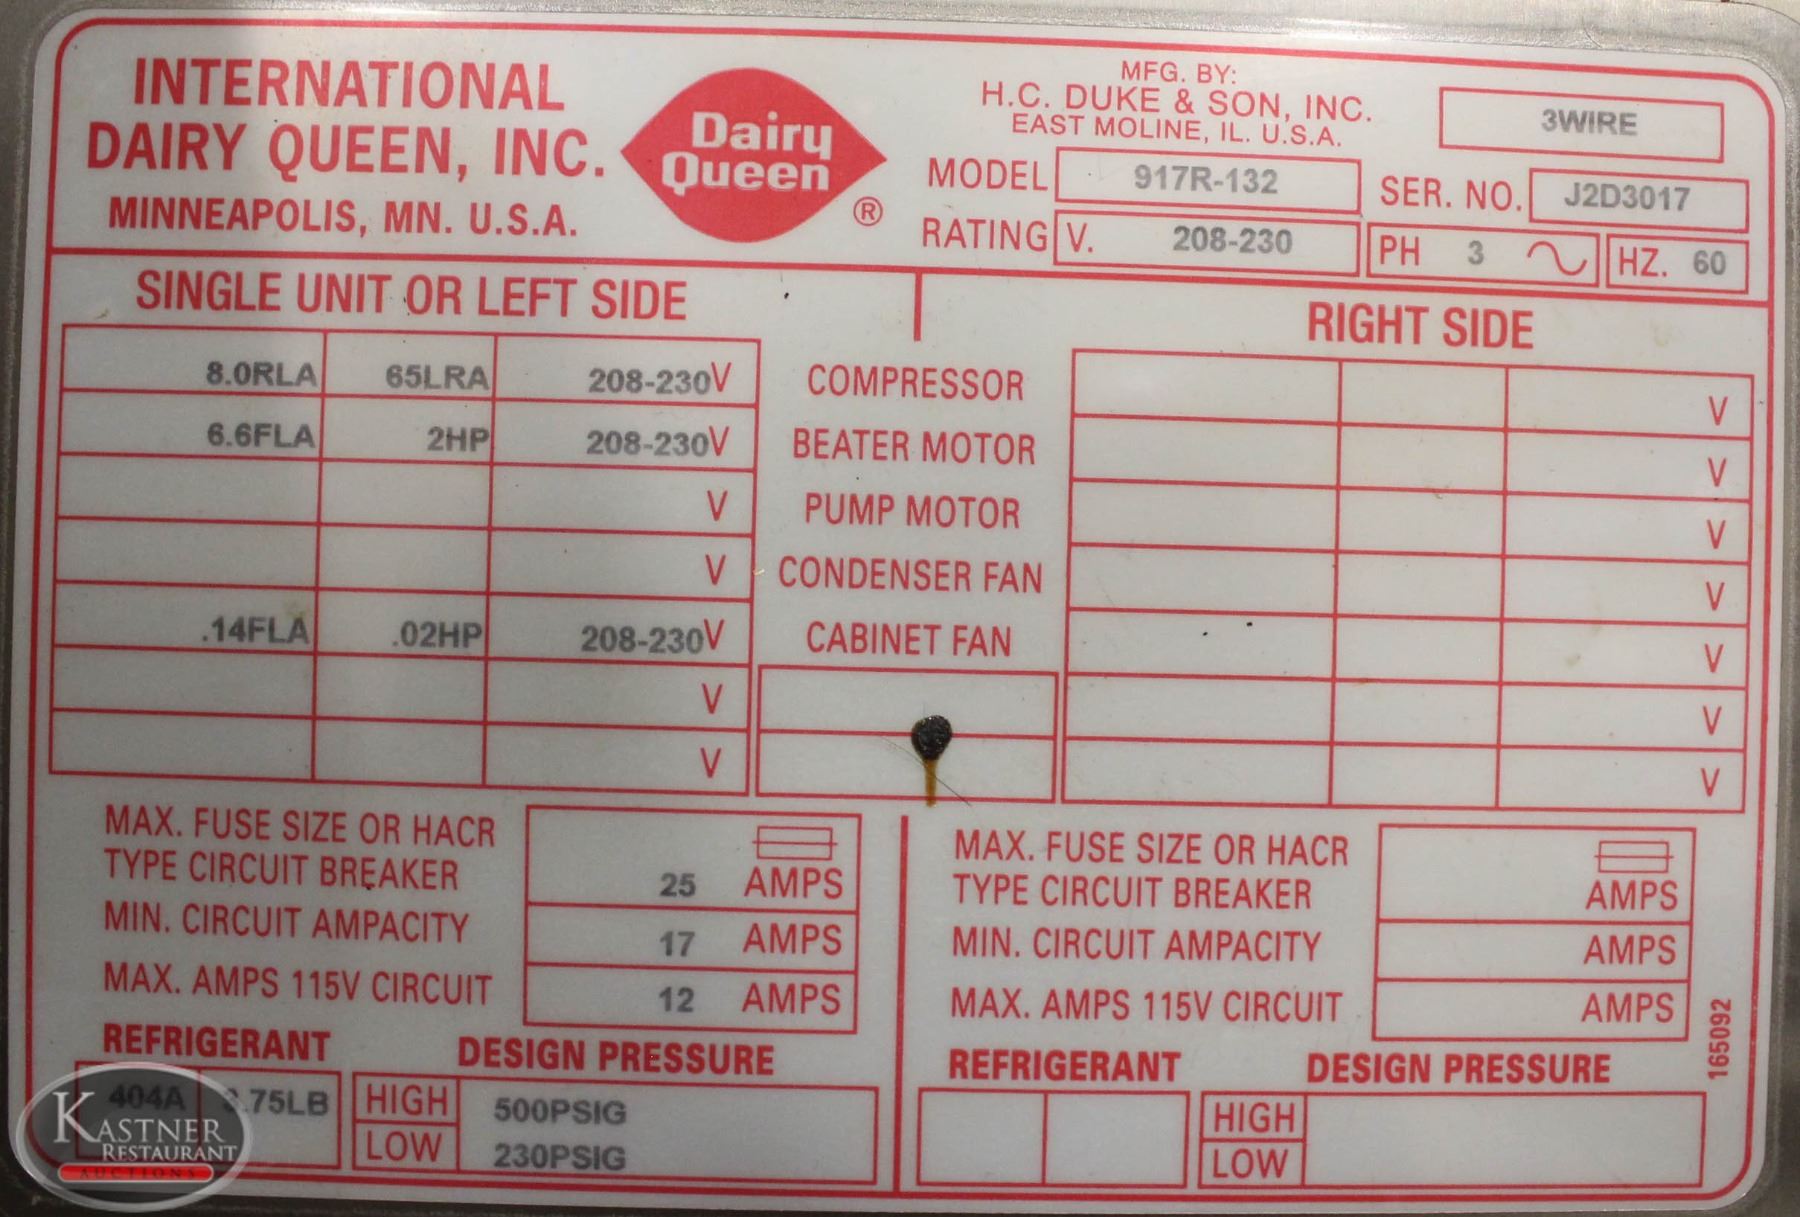 INTERNATIONAL
DAIRY QUEEN, INC.
MINNEAPOLIS, MN. U.S.A.
Dairy
Queen
®
MFG. BY:
H.C. DUKE & SON, INC.
EAST MOLINE, IL. U.S.A.
3WIRE
MODEL 917R-132 SER. NO. J2D3017
RATING V. 208-230 PH 3 HZ. 60
SINGLE UNIT OR LEFT SIDE
RIGHT SIDE
8.0RLA 65LRA 208-230V COMPRESSOR V
6.6FLA 2HP 208-230V BEATER MOTOR V
V PUMP MOTOR V
V CONDENSER FAN V
.14FLA .02HP 208-230V CABINET FAN V
V V
V V
MAX. FUSE SIZE OR HACR
TYPE CIRCUIT BREAKER 25 AMPS
MIN. CIRCUIT AMPACITY 17 AMPS
MAX. AMPS 115V CIRCUIT 12 AMPS
REFRIGERANT DESIGN PRESSURE
404A .75LB HIGH 500PSIG
LOW 230PSIG
MAX. FUSE SIZE OR HACR
TYPE CIRCUIT BREAKER AMPS
MIN. CIRCUIT AMPACITY AMPS
MAX. AMPS 115V CIRCUIT AMPS
REFRIGERANT DESIGN PRESSURE
HIGH
LOW
165092
KASTNER
RESTAURANT
AUCTIONS